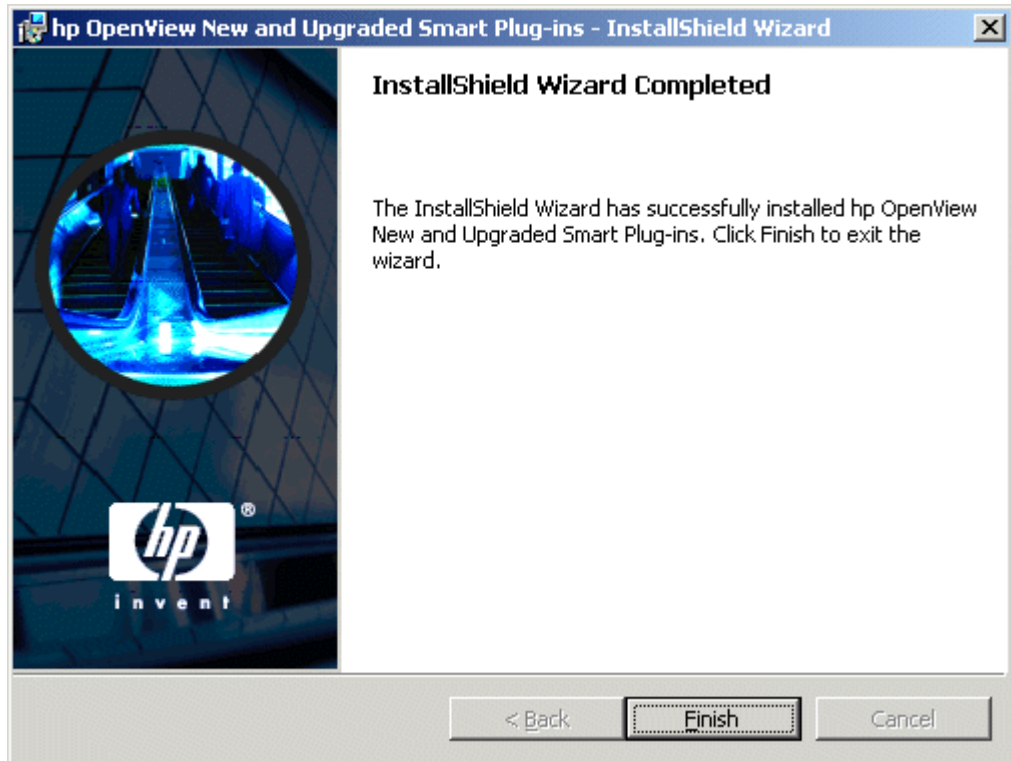 hp OpenView New and Upgraded Smart Plug-ins - InstallShield Wizard
InstallShield Wizard Completed
The InstallShield Wizard has successfully installed hp OpenView
New and Upgraded Smart Plug-ins. Click Finish to exit the
wizard.
hp ®
invent
< Back
Finish
Cancel